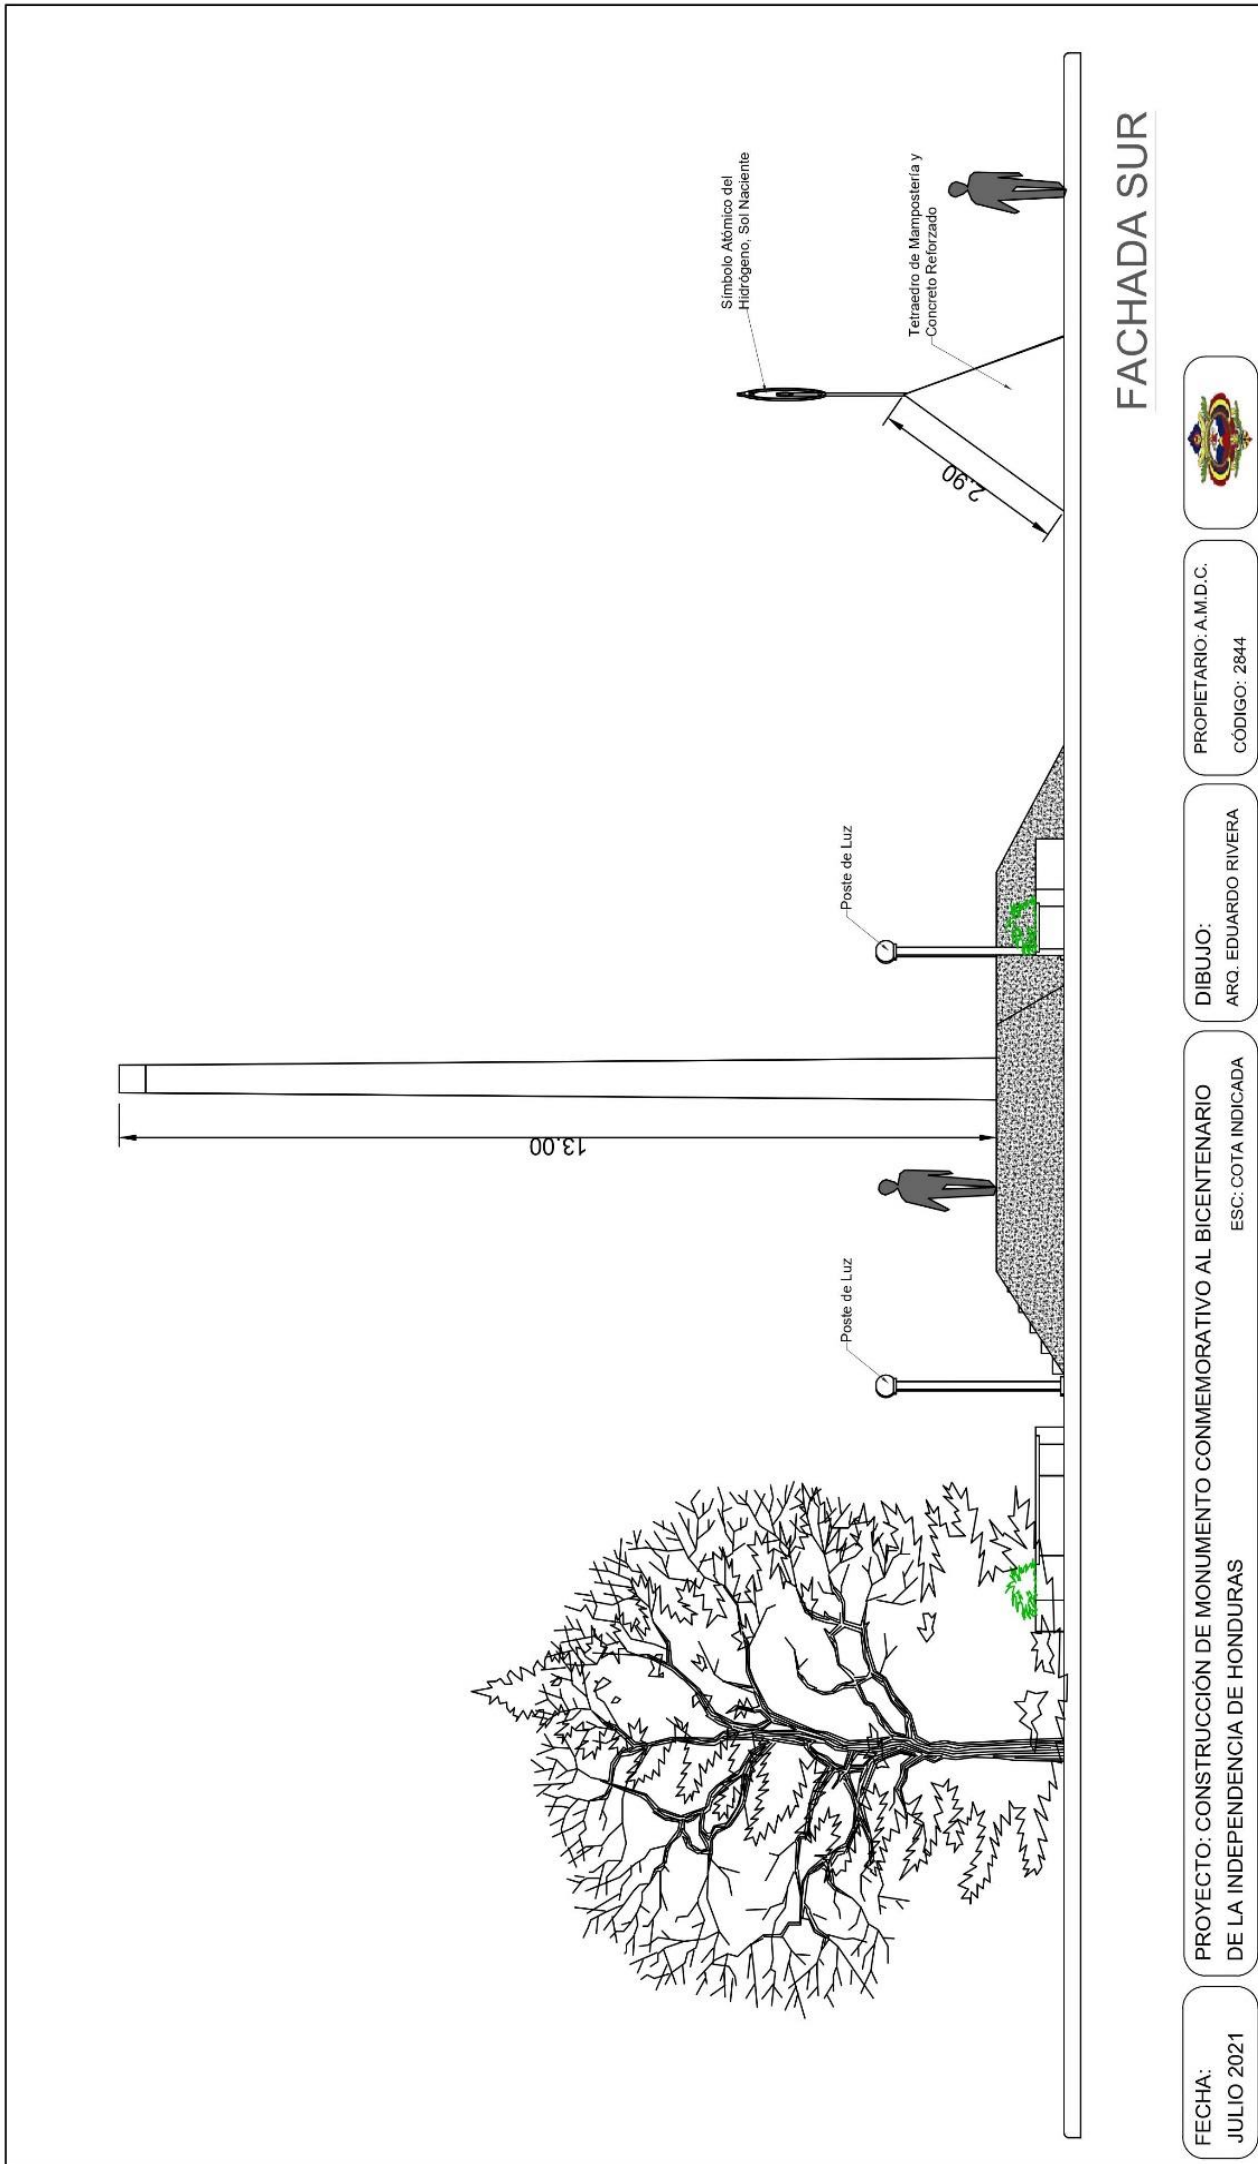 Símbolo Atómico del
Hidrógeno, Sol Naciente
Tetraedro de Mampostería y
Concreto Reforzado
2.90
13.00
Poste de Luz
Poste de Luz
FACHADA SUR
FECHA:
JULIO 2021
PROYECTO: CONSTRUCCIÓN DE MONUMENTO CONMEMORATIVO AL BICENTENARIO
DE LA INDEPENDENCIA DE HONDURAS
ESC: COTA INDICADA
DIBUJO:
ARQ. EDUARDO RIVERA
PROPIETARIO: A.M.D.C.
CÓDIGO: 2844